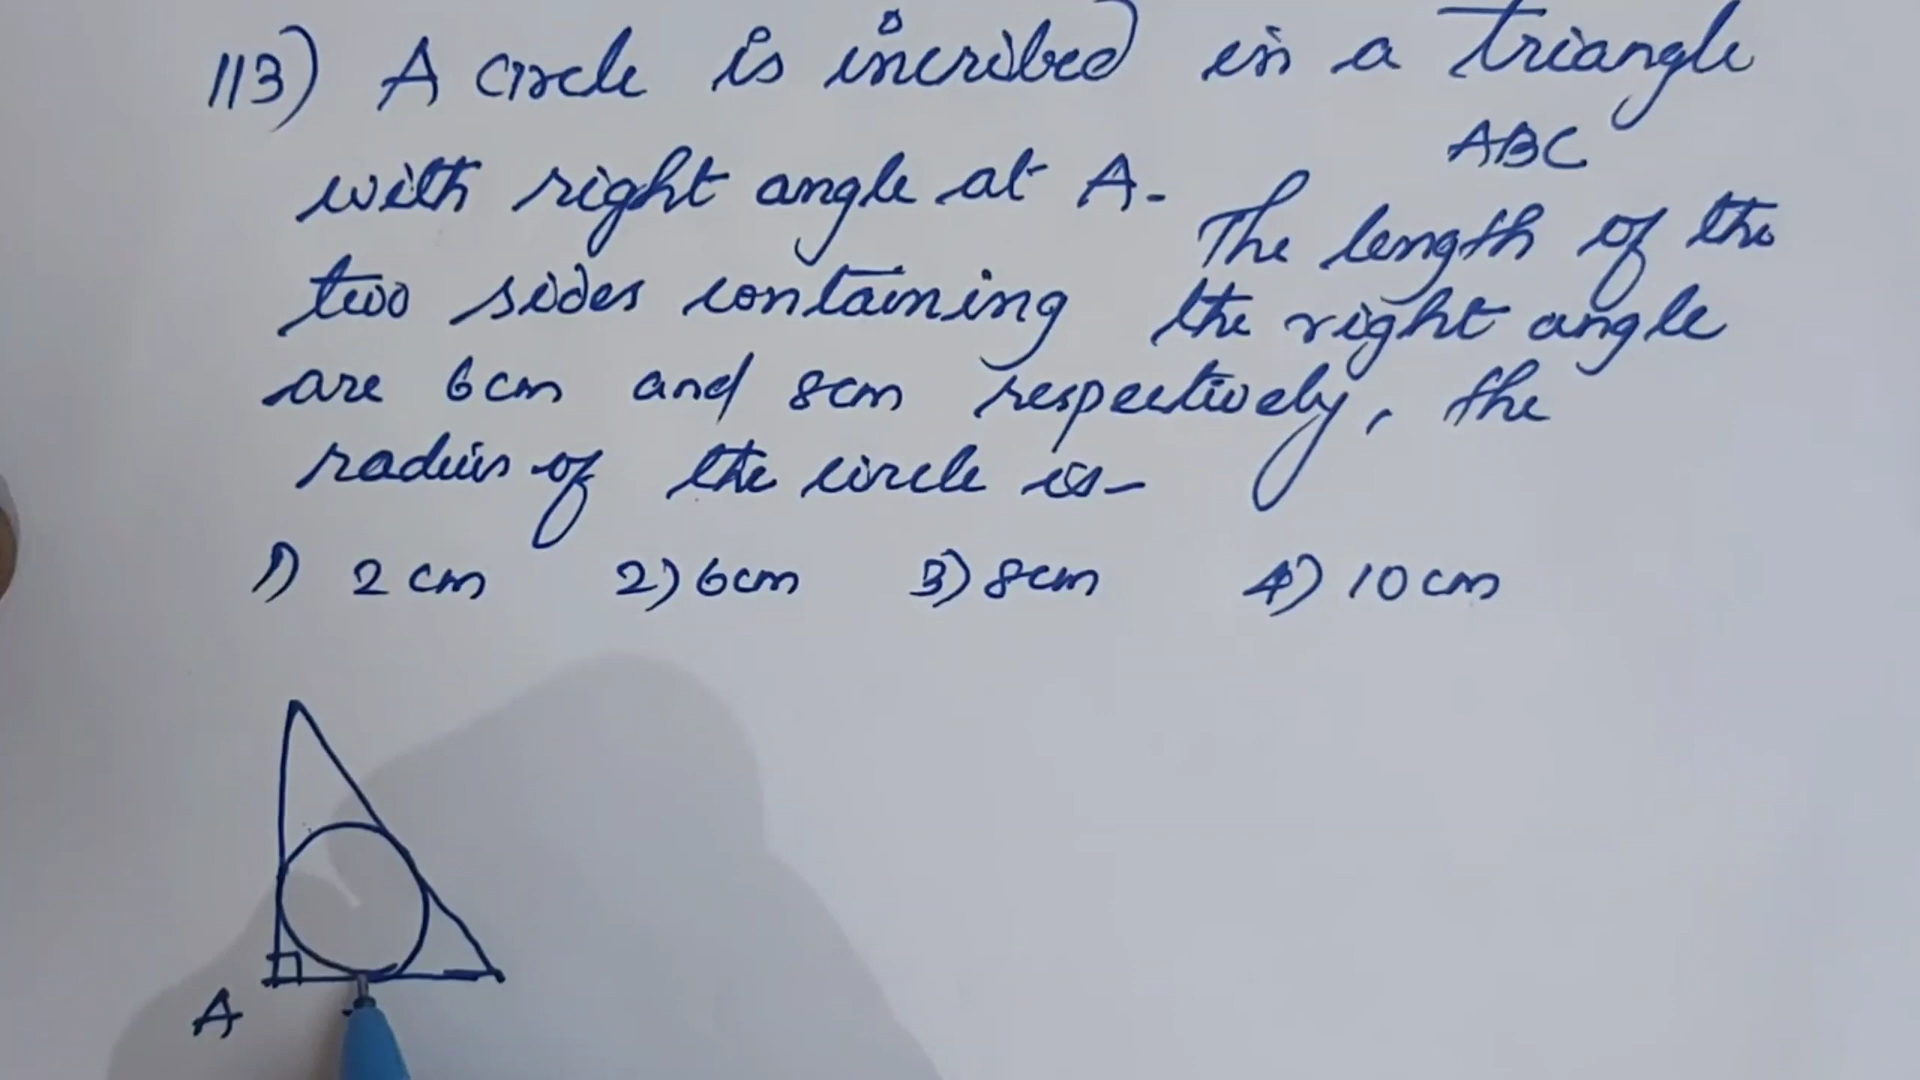 113) A circle is incribed in a triangle
ABC
with right angle at A. The length of the
two sides containing the right angle
are 6cm and 8cm respectively, the
radius of the circle is-
1) 2 cm 2) 6cm 3) 8cm 4) 10 cm
A